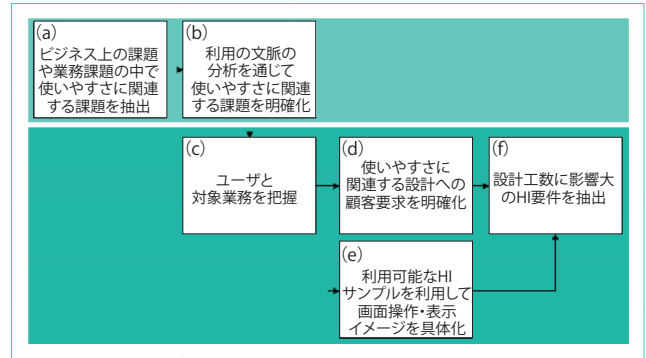 (a)
ビジネス上の課題
や業務課題の中で
使いやすさに関連
する課題を抽出
(b)
利用の文脈の
分析を通じて
使いやすさに関連
する課題を明確化
(c)
ユーザと
対象業務を把握
(d)
使いやすさに
関連する設計への
顧客要求を明確化
(e)
利用可能なHI
サンプルを利用して
画面操作・表示
イメージを具体化
(f)
設計工数に影響大
のHI要件を抽出